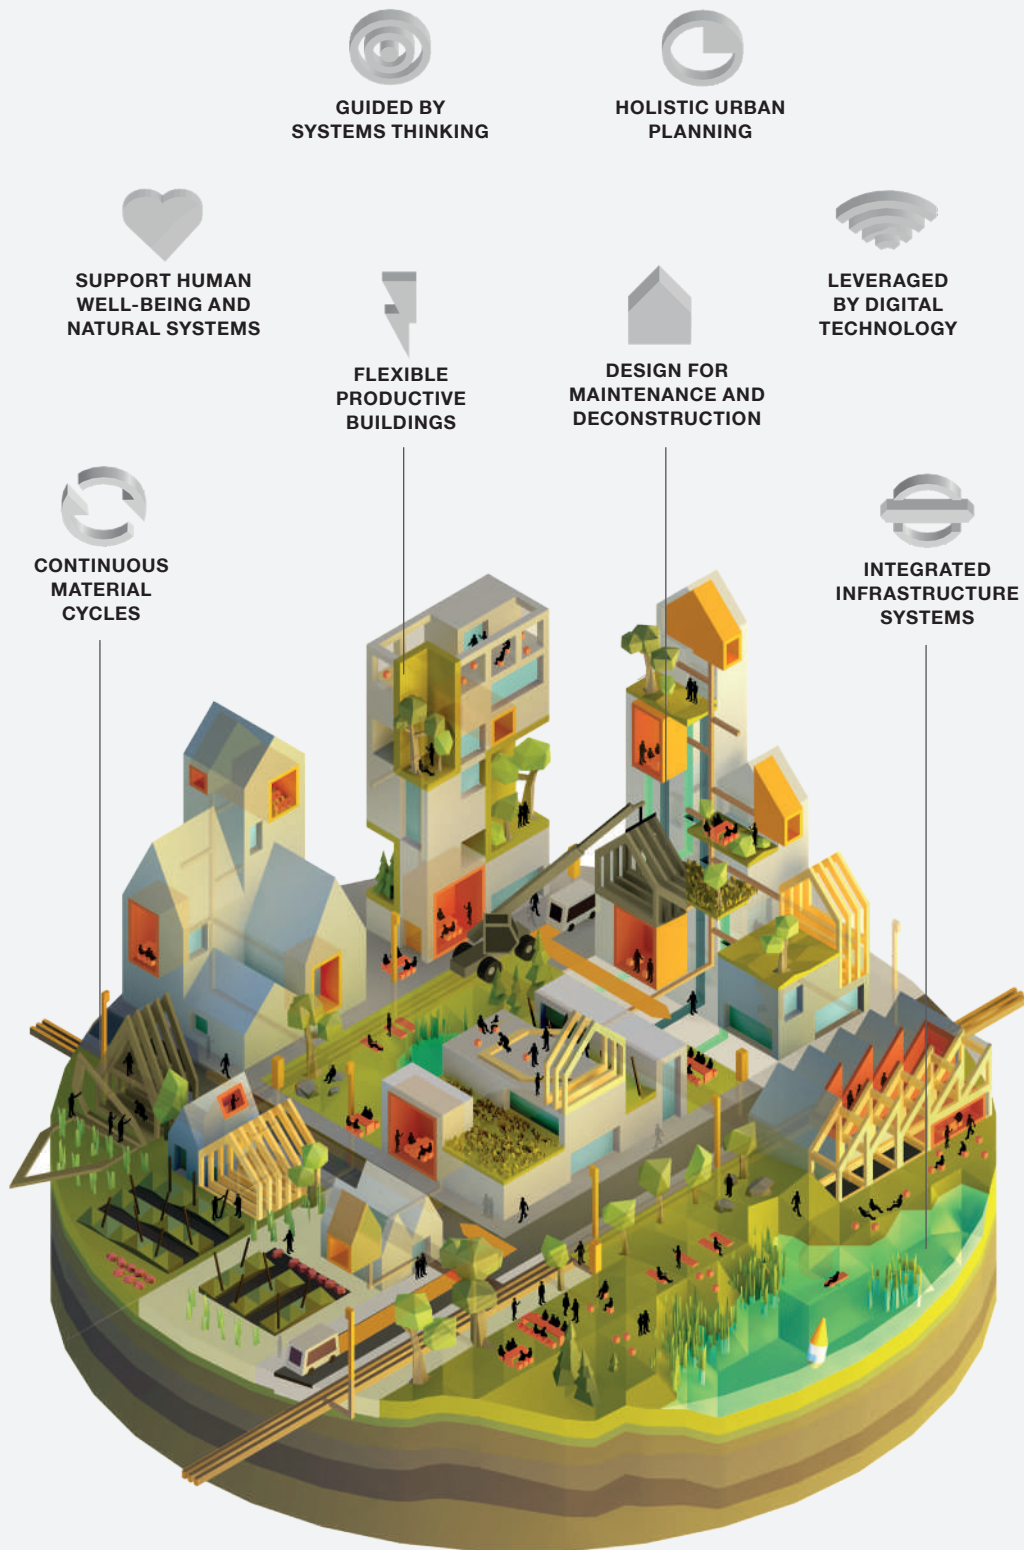 GUIDED BY
SYSTEMS THINKING
HOLISTIC URBAN
PLANNING
SUPPORT HUMAN
WELL-BEING AND
NATURAL SYSTEMS
LEVERAGED
BY DIGITAL
TECHNOLOGY
FLEXIBLE
PRODUCTIVE
BUILDINGS
DESIGN FOR
MAINTENANCE AND
DECONSTRUCTION
CONTINUOUS
MATERIAL
CYCLES
INTEGRATED
INFRASTRUCTURE
SYSTEMS